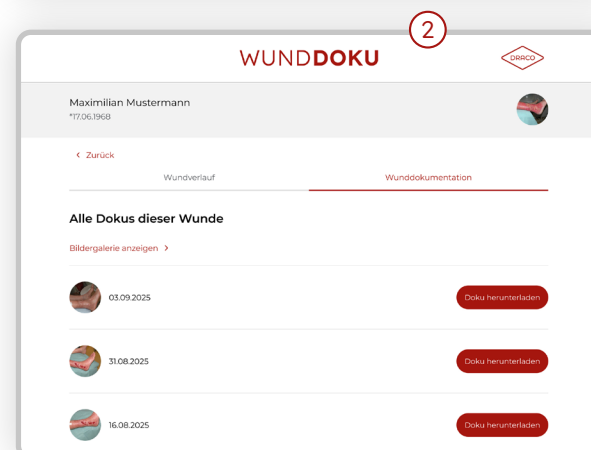 2
WUNDDOKU
DRACO
Maximilian Mustermann
*17.06.1968
Zurück
Wundverlauf
Wunddokumentation
Alle Dokus dieser Wunde
Bildergalerie anzeigen
03.09.2025
Doku herunterladen
31.08.2025
Doku herunterladen
16.08.2025
Doku herunterladen